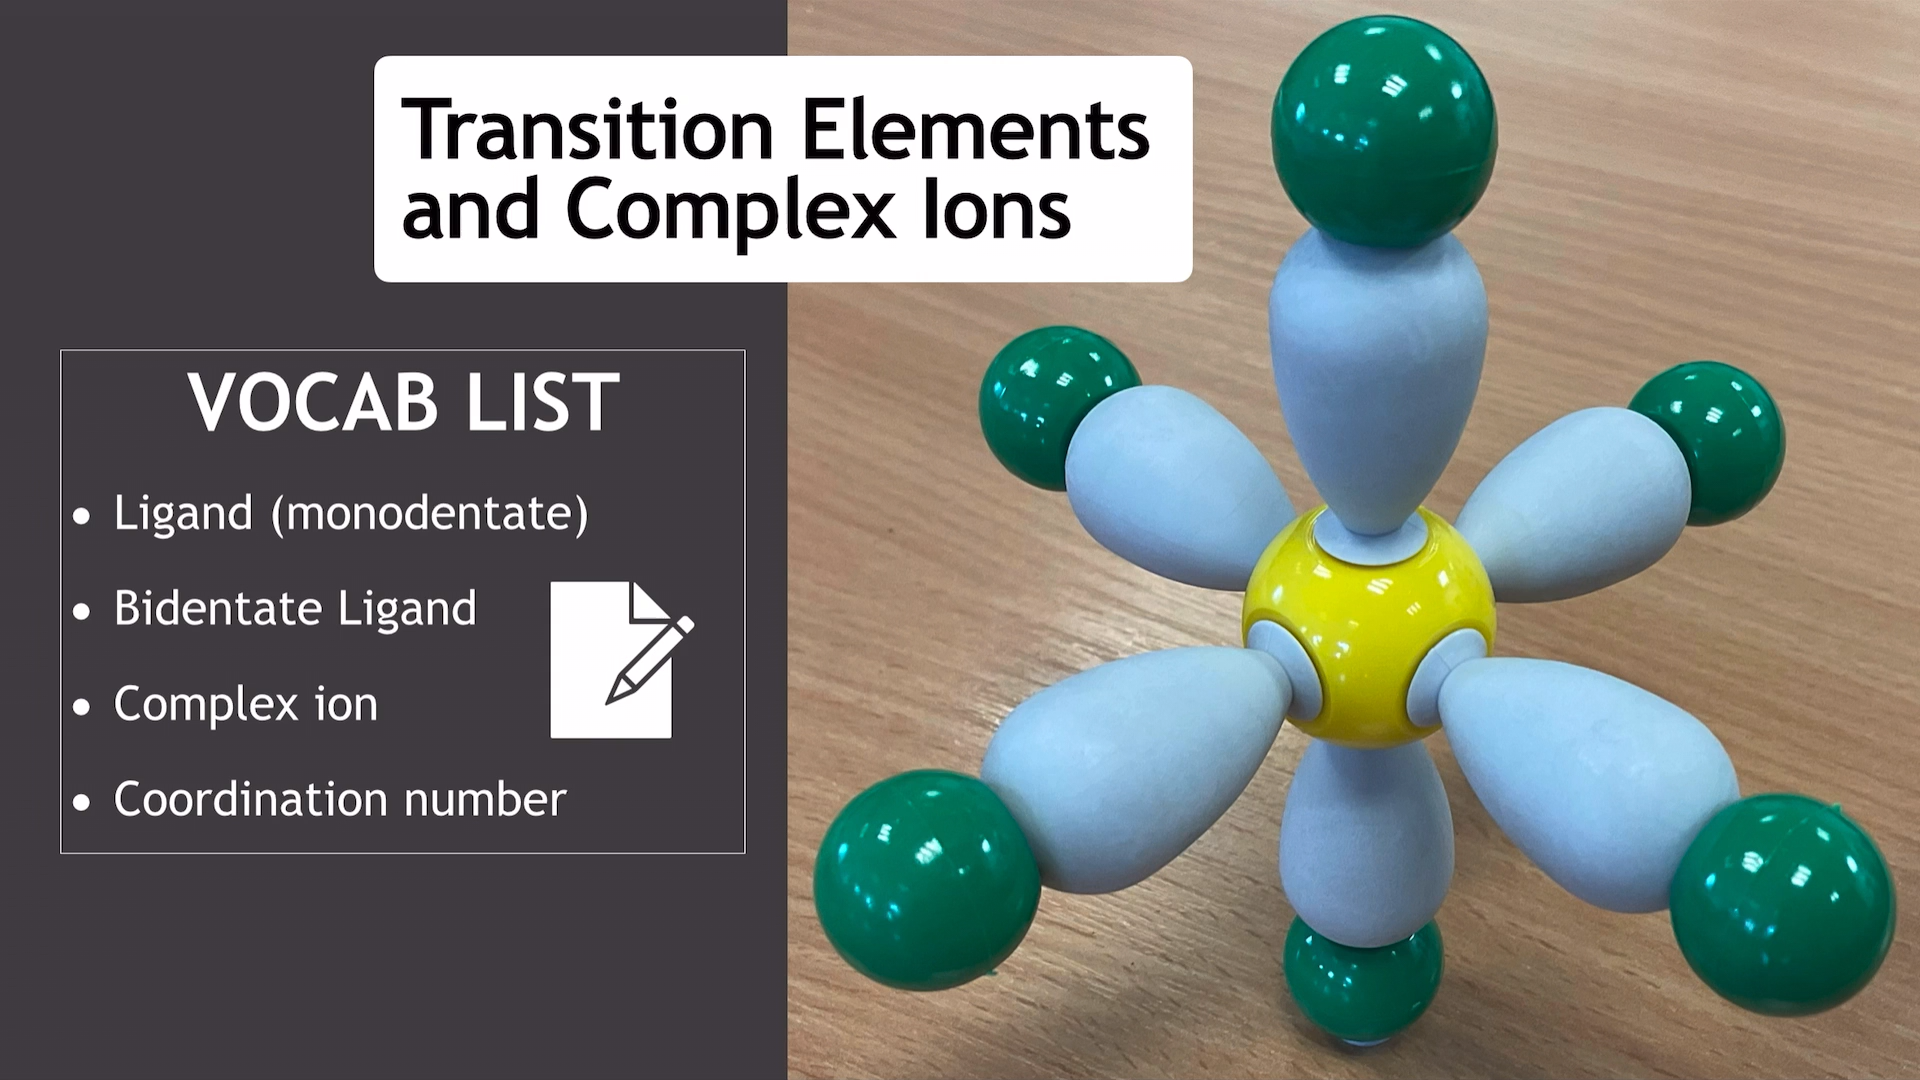 Transition Elements
and Complex Ions
VOCAB LIST
• Ligand (monodentate)
• Bidentate Ligand
• Complex ion
• Coordination number